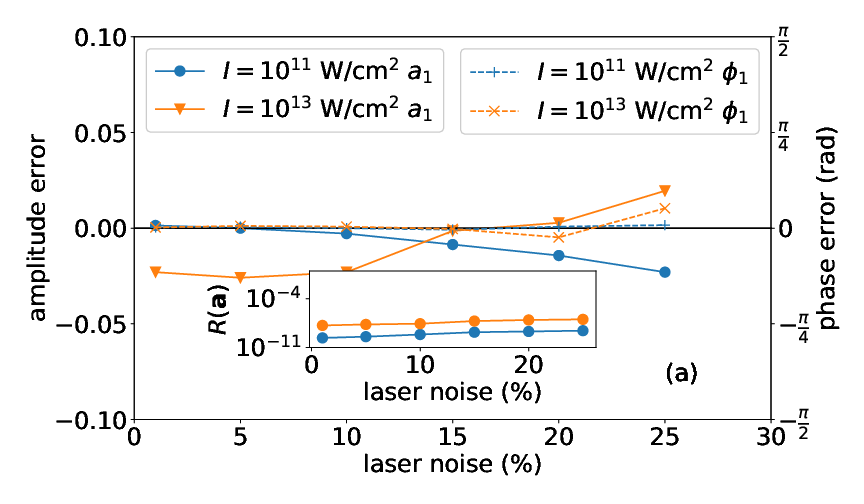 I = 10¹¹ W/cm² a₁
I = 10¹³ W/cm² a₁
I = 10¹¹ W/cm² ϕ₁
I = 10¹³ W/cm² ϕ₁
amplitude error
0.10
0.05
0.00
−0.05
−0.10
phase error (rad)
π/2
π/4
0
−π/4
−π/2
R(a)
10⁻⁴
10⁻¹¹
0 10 20
laser noise (%)
(a)
0 5 10 15 20 25 30
laser noise (%)